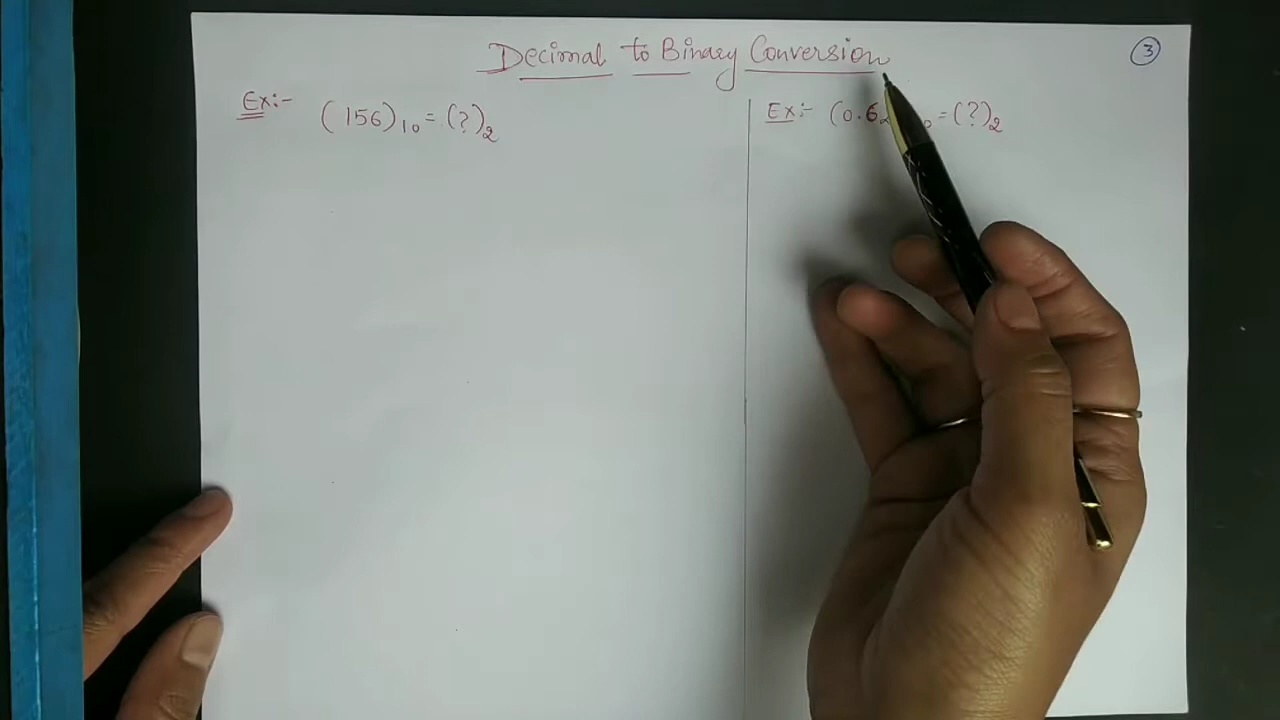 Decimal to Binary Conversion
3
Ex:- (156)10 = (?)2
Ex:- (0.6 = (?)2